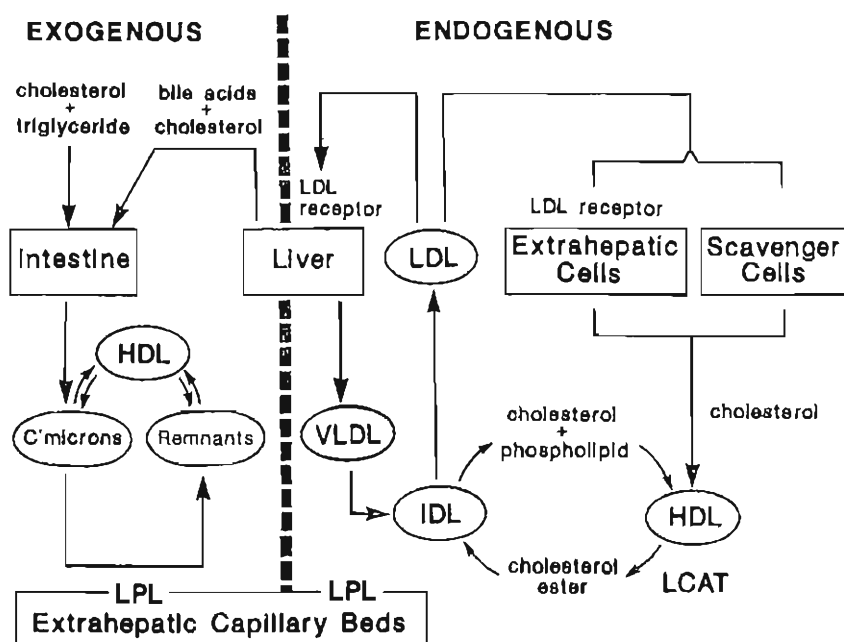 EXOGENOUS
ENDOGENOUS
cholesterol
+
triglyceride
bile acids
+
cholesterol
LDL
receptor
LDL receptor
Intestine
Liver
LDL
Extrahepatic
Cells
Scavenger
Cells
HDL
C'microns
Remnants
VLDL
cholesterol
+
phospholipid
cholesterol
IDL
HDL
cholesterol
ester
LCAT
LPL
LPL
Extrahepatic Capillary Beds